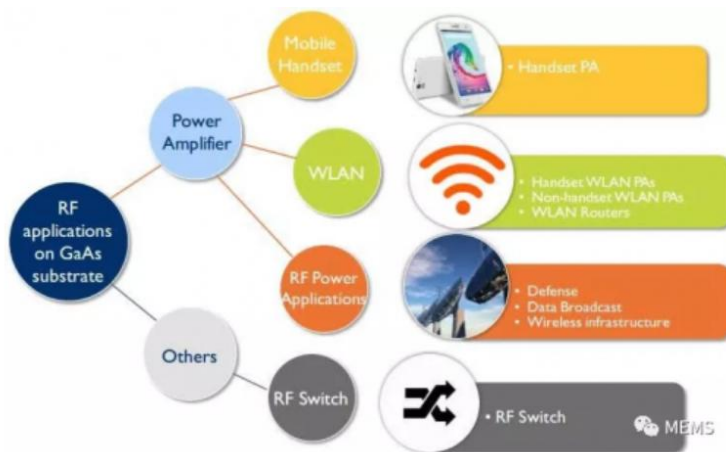 Mobile
Handset
• Handset PA
Power
Amplifier
WLAN
• Handset WLAN PAs
• Non-handset WLAN PAs
• WLAN Routers
RF
applications
on GaAs
substrate
RF Power
Applications
• Defense
• Data Broadcast
• Wireless infrastructure
Others
RF Switch
• RF Switch
MEMS